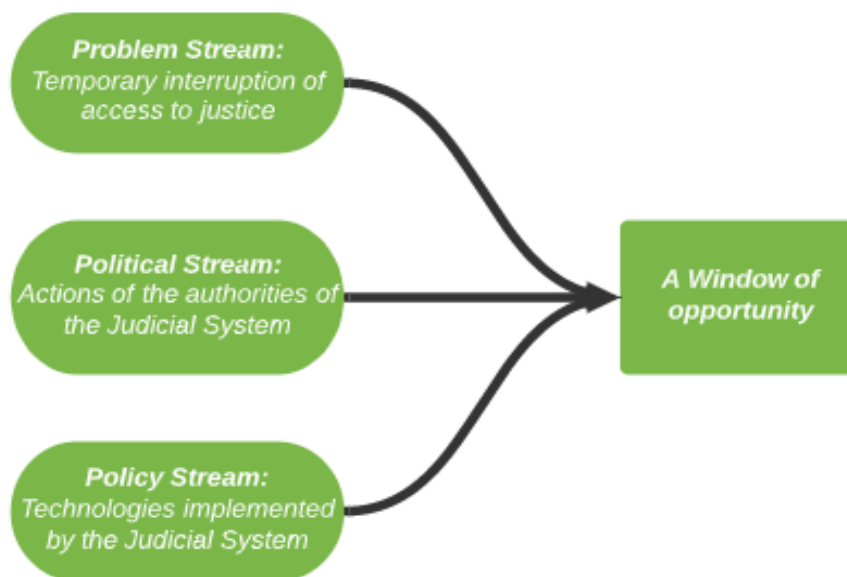 Problem Stream:
Temporary interruption of
access to justice
Political Stream:
Actions of the authorities of
the Judicial System
A Window of
opportunity
Policy Stream:
Technologies implemented
by the Judicial System